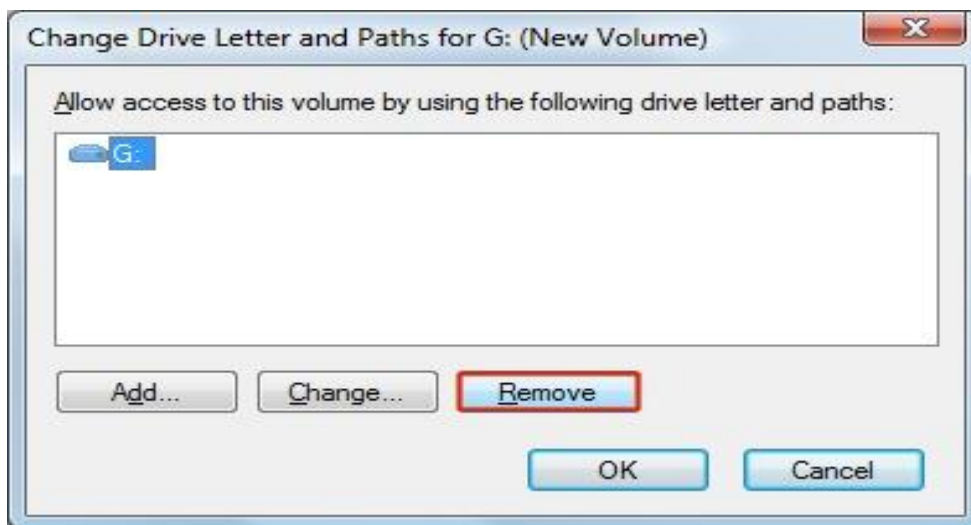 Change Drive Letter and Paths for G: (New Volume)
Allow access to this volume by using the following drive letter and paths:
G:
Add... Change... Remove
OK Cancel